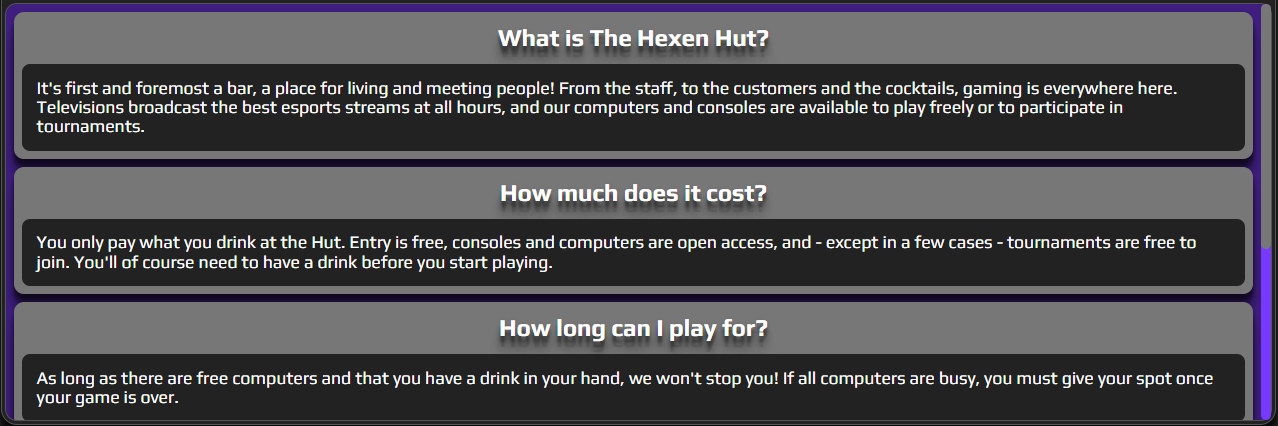 What is The Hexen Hut?
It's first and foremost a bar, a place for living and meeting people! From the staff, to the customers and the cocktails, gaming is everywhere here.
Televisions broadcast the best esports streams at all hours, and our computers and consoles are available to play freely or to participate in
tournaments.
How much does it cost?
You only pay what you drink at the Hut. Entry is free, consoles and computers are open access, and - except in a few cases - tournaments are free to
join. You'll of course need to have a drink before you start playing.
How long can I play for?
As long as there are free computers and that you have a drink in your hand, we won't stop you! If all computers are busy, you must give your spot once
your game is over.